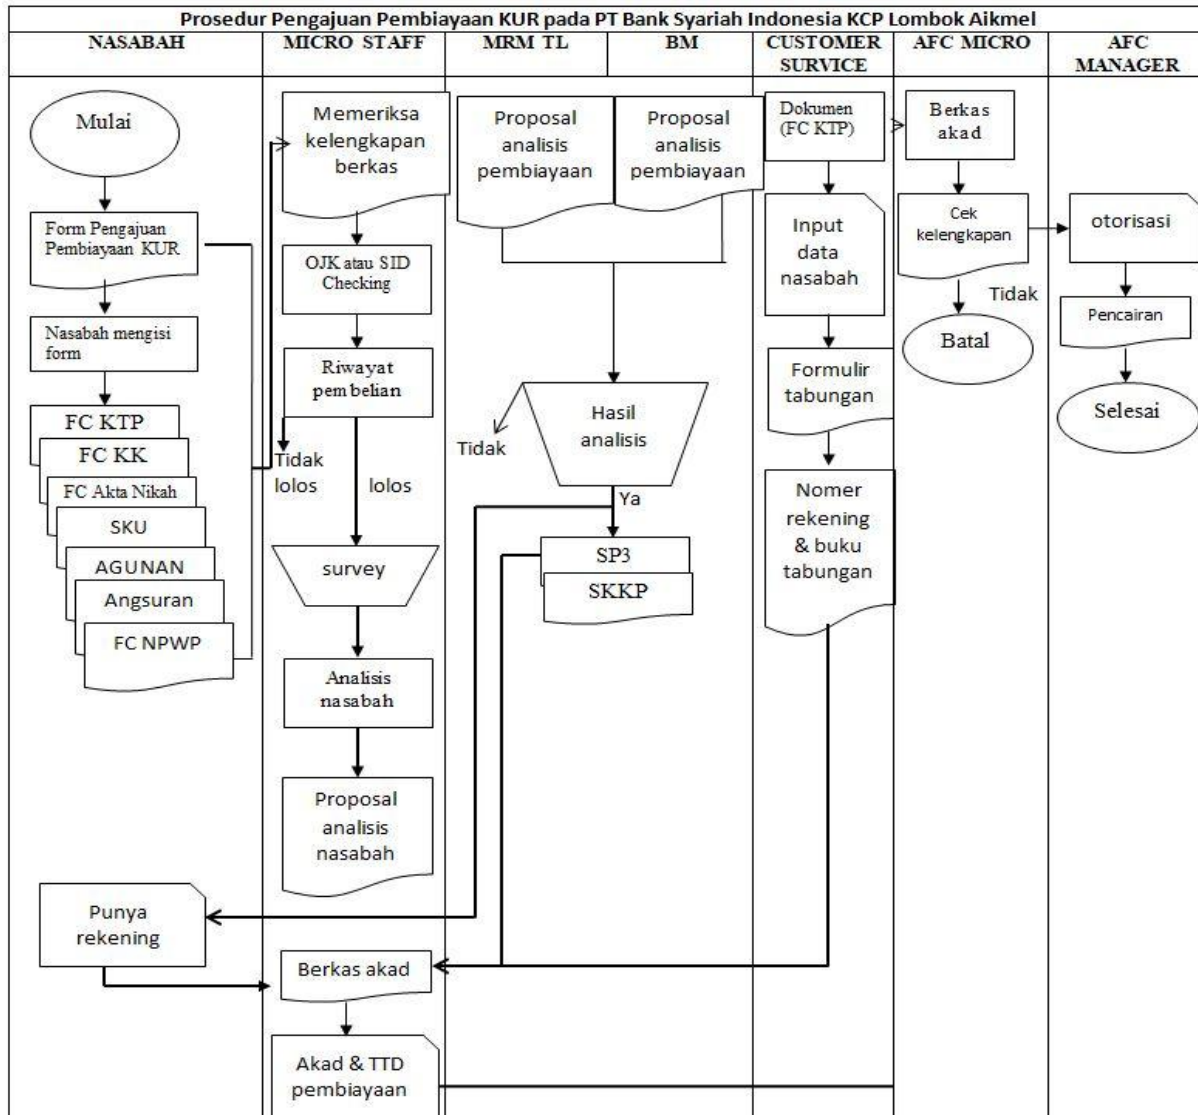 Prosedur Pengajuan Pembiayaan KUR pada PT Bank Syariah Indonesia KCP Lombok Aikmel
NASABAH
MICRO STAFF
MRM TL
BM
CUSTOMER
SURVICE
AFC MICRO
AFC
MANAGER
Mulai
Form Pengajuan
Pembiayaan KUR
Nasabah mengisi
form
FC KTP
FC KK
FC Akta Nikah
SKU
AGUNAN
Angsuran
FC NPWP
Punya
rekening
Memeriksa
kelengkapan
berkas
OJK atau SID
Checking
Riwayat
pembelian
Tidak
lolos
lolos
survey
Analisis
nasabah
Proposal
analisis
nasabah
Berkas akad
Akad & TTD
pembiayaan
Proposal
analisis
pembiayaan
Proposal
analisis
pembiayaan
Hasil
analisis
Tidak
Ya
SP3
SKKP
Dokumen
(FC KTP)
Input
data
nasabah
Formulir
tabungan
Nomer
rekening
& buku
tabungan
Berkas
akad
Cek
kelengkapan
Tidak
Batal
otorisasi
Pencairan
Selesai